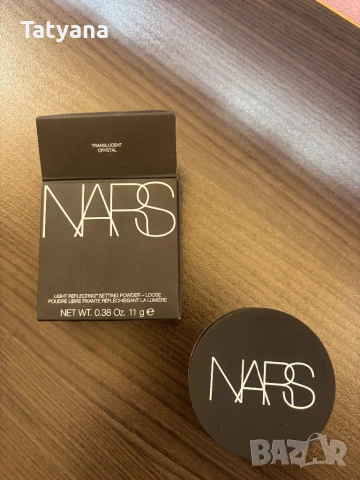 Tatyana
TRANSLUCENT
CRYSTAL
NARS
LIGHT REFLECTING™ SETTING POWDER – LOOSE
POUDRE LIBRE FIXANTE RÉFLÉCHISSANT LA LUMIÈRE
NET WT. 0.38 Oz. 11 g ℮
NARS
BAZAR